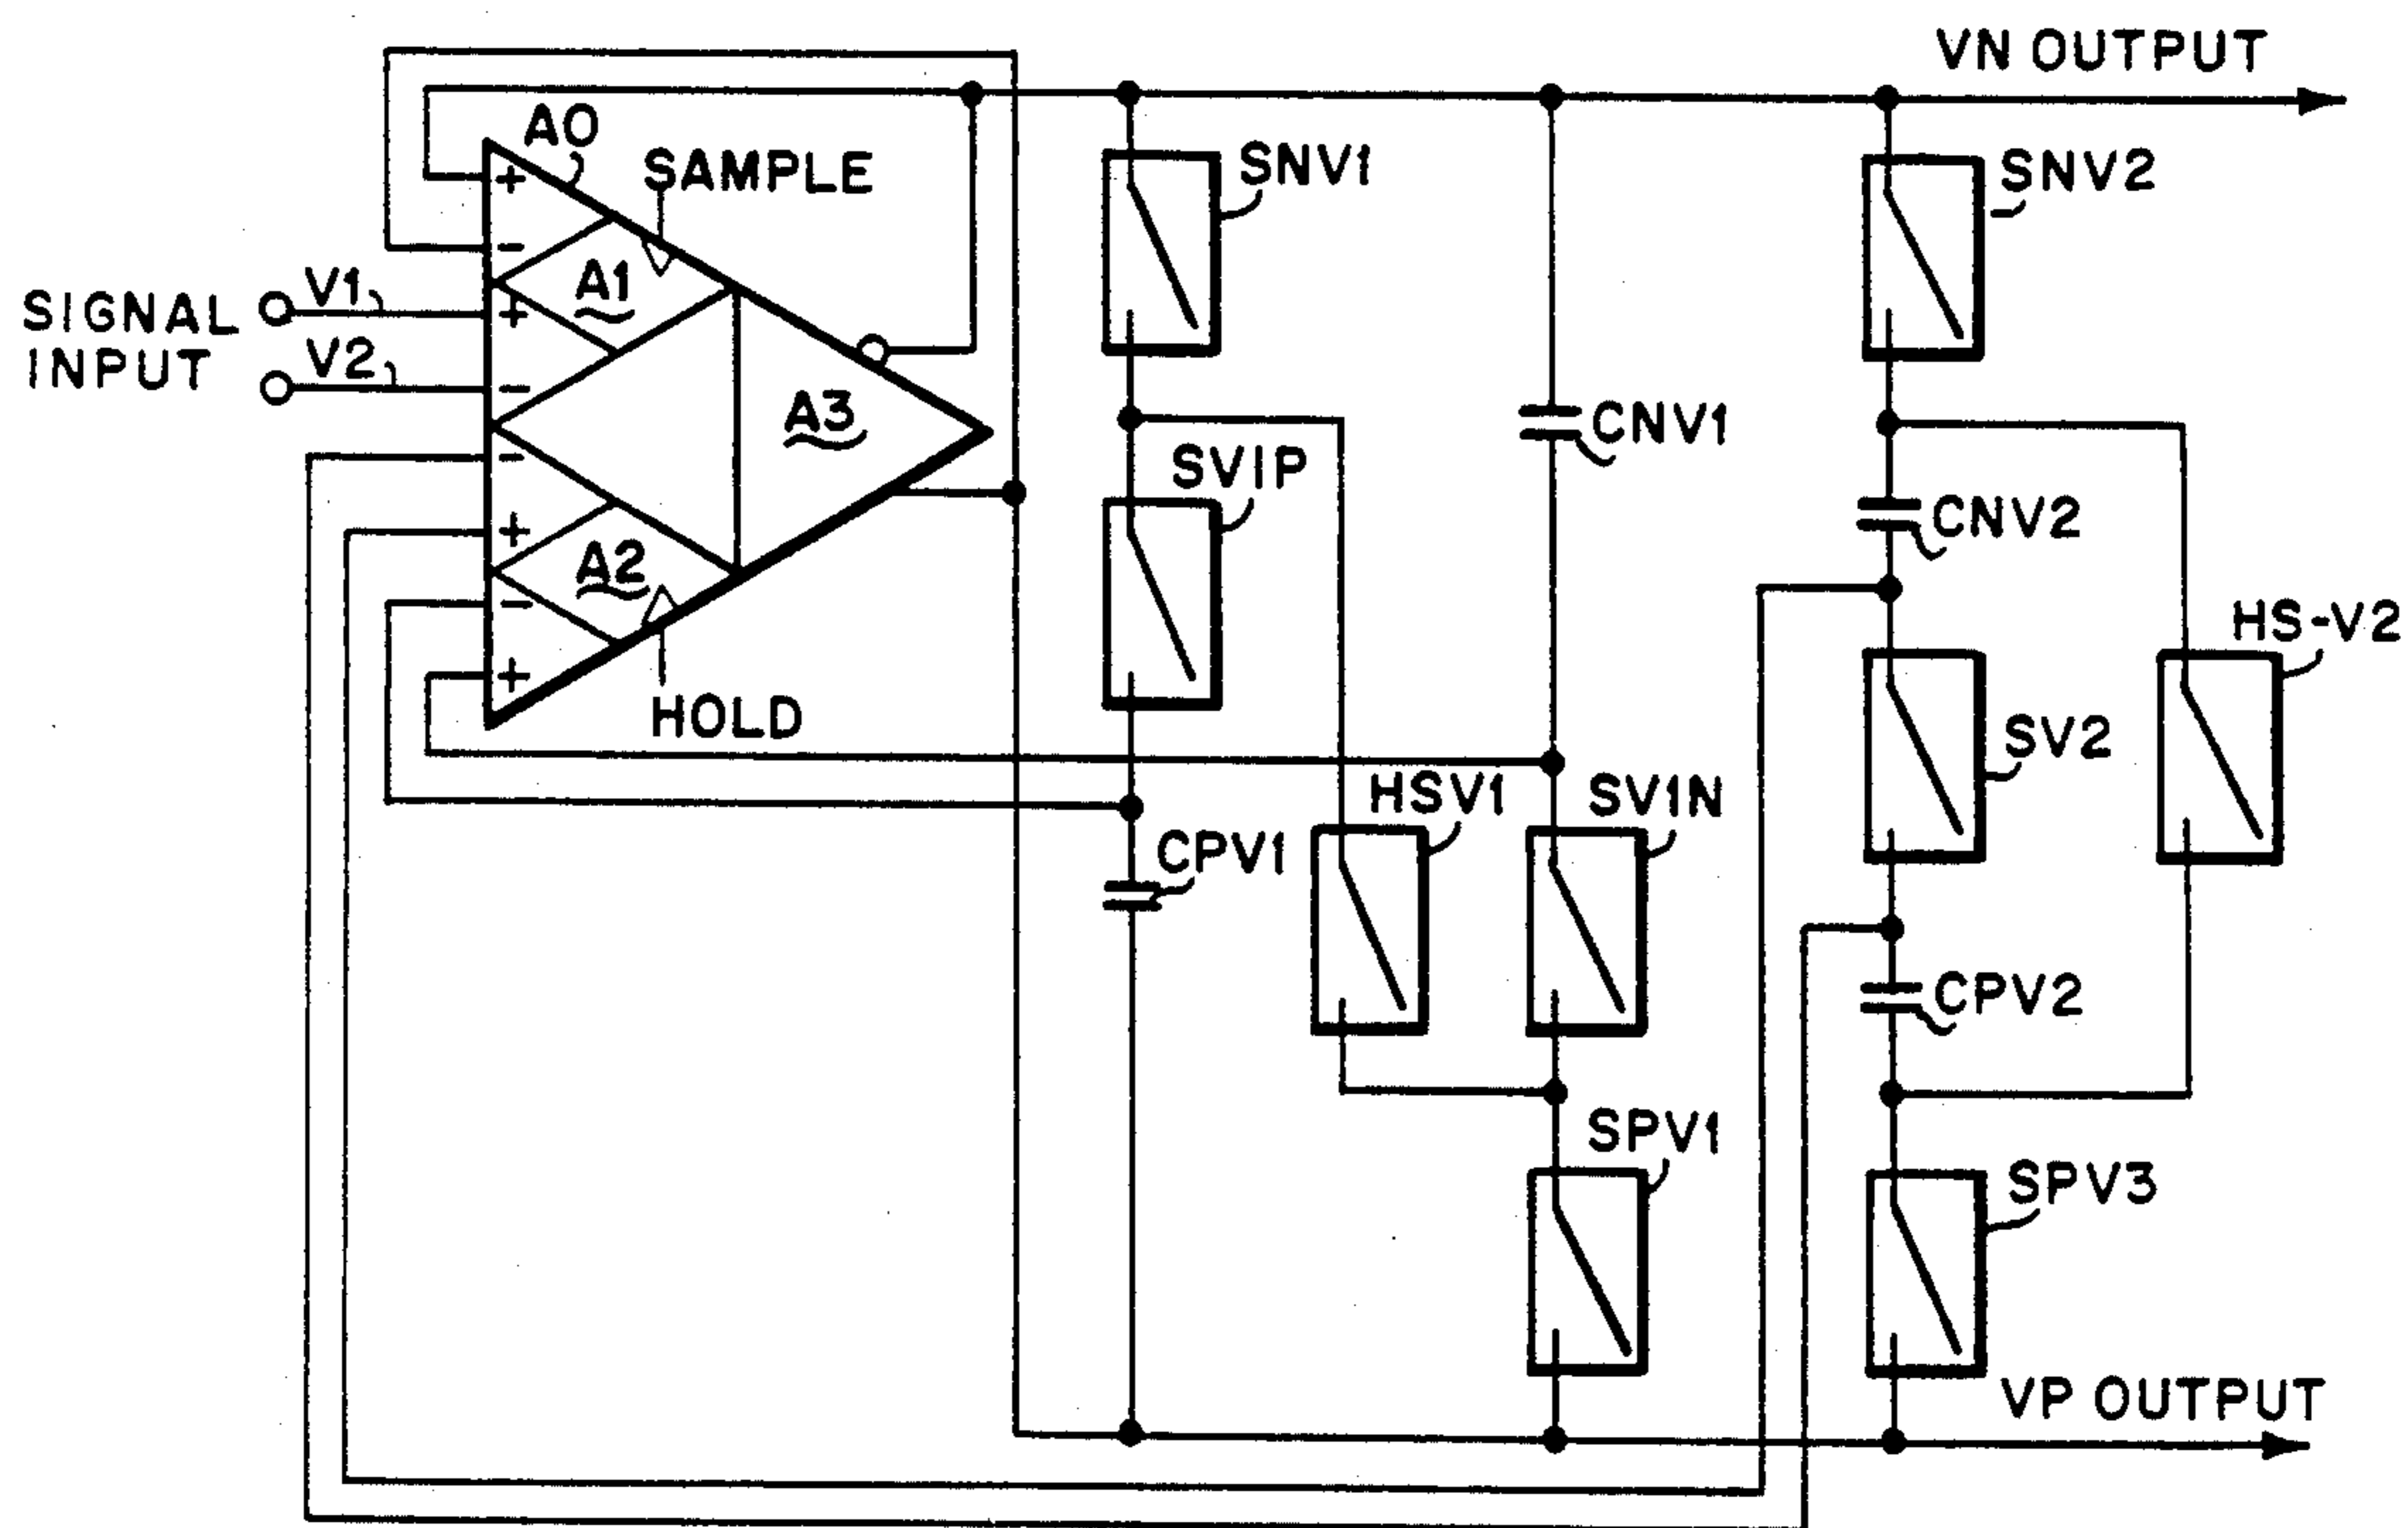 VN OUTPUT
A0
SAMPLE
SNV1
SNV2
+
−
A1
V1
SIGNAL
INPUT
+
V2
−
A3
CNV1
SV1P
−
CNV2
+
A2
−
HS-V2
+
HOLD
SV2
HSV1
SV1N
CPV1
CPV2
SPV1
SPV3
VP OUTPUT